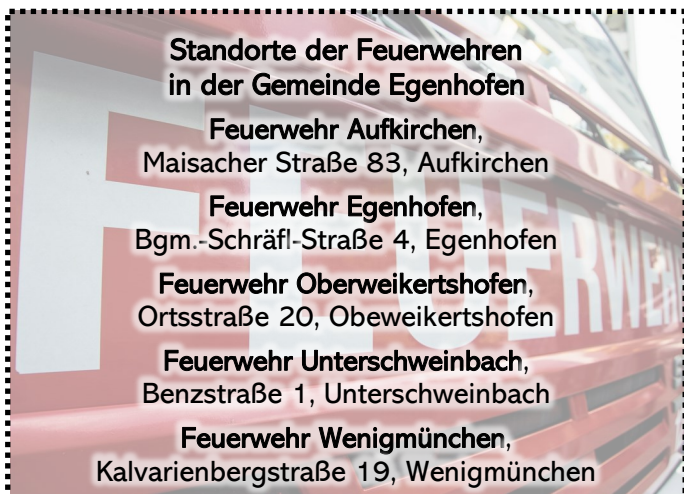 Standorte der Feuerwehren
in der Gemeinde Egenhofen
Feuerwehr Aufkirchen,
Maisacher Straße 83, Aufkirchen
Feuerwehr Egenhofen,
Bgm.-Schräfl-Straße 4, Egenhofen
Feuerwehr Oberweikertshofen,
Ortsstraße 20, Obeweikertshofen
Feuerwehr Unterschweinbach,
Benzstraße 1, Unterschweinbach
Feuerwehr Wenigmünchen,
Kalvarienbergstraße 19, Wenigmünchen
FEUERWEH